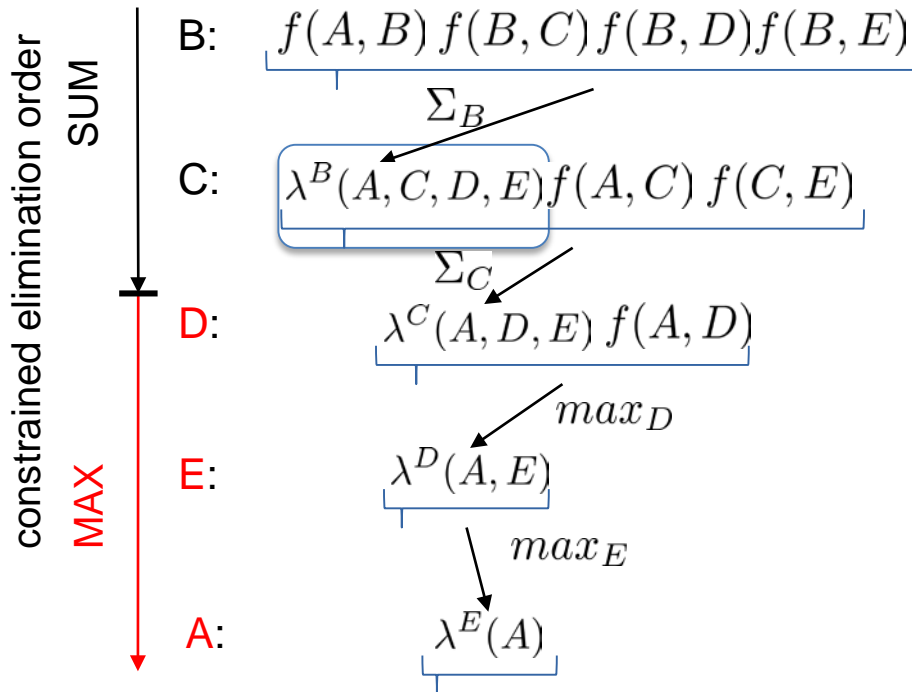 constrained elimination order
SUM
MAX
B: f(A, B) f(B, C) f(B, D) f(B, E)
Σ_B
C: λ^B(A, C, D, E) f(A, C) f(C, E)
Σ_C
D: λ^C(A, D, E) f(A, D)
max_D
E: λ^D(A, E)
max_E
A: λ^E(A)